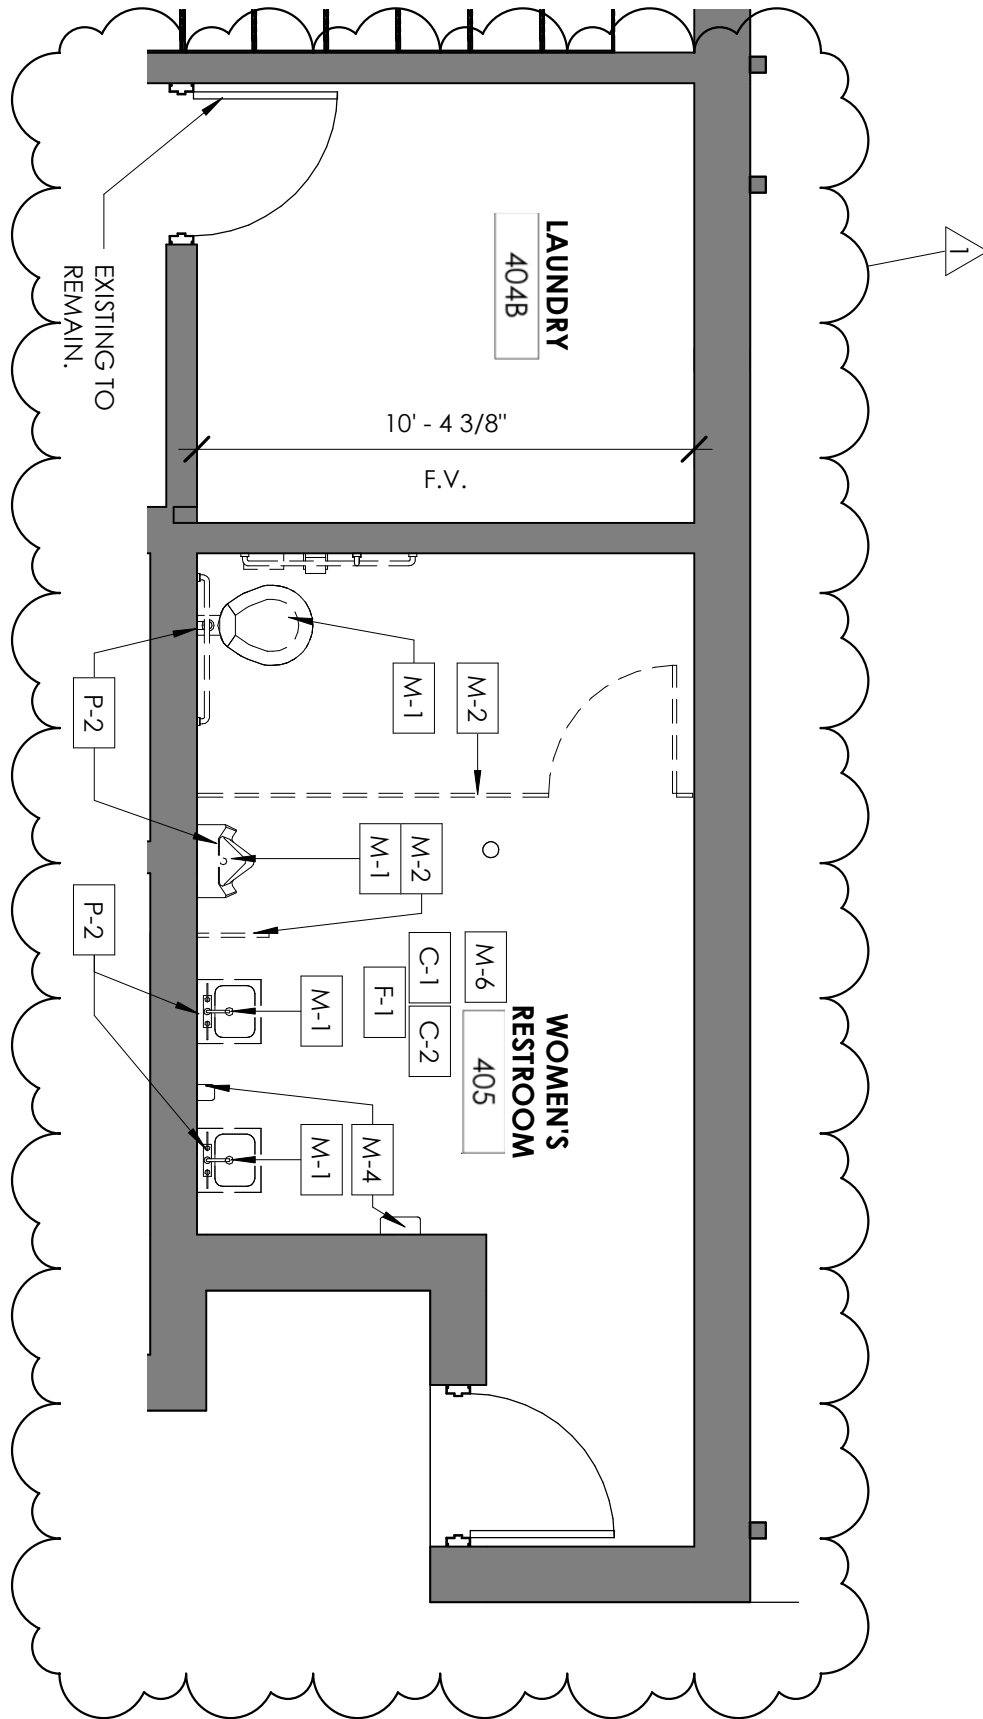 1
LAUNDRY
404B
EXISTING TO
REMAIN.
10' - 4 3/8"
F.V.
M-1
M-2
P-2
M-2
M-1
P-2
M-6
C-1
C-2
F-1
WOMEN'S
RESTROOM
405
M-1
M-4
M-1